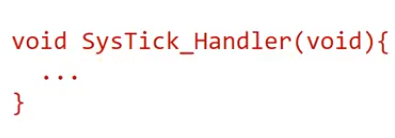 void SysTick_Handler(void){
  ...
}